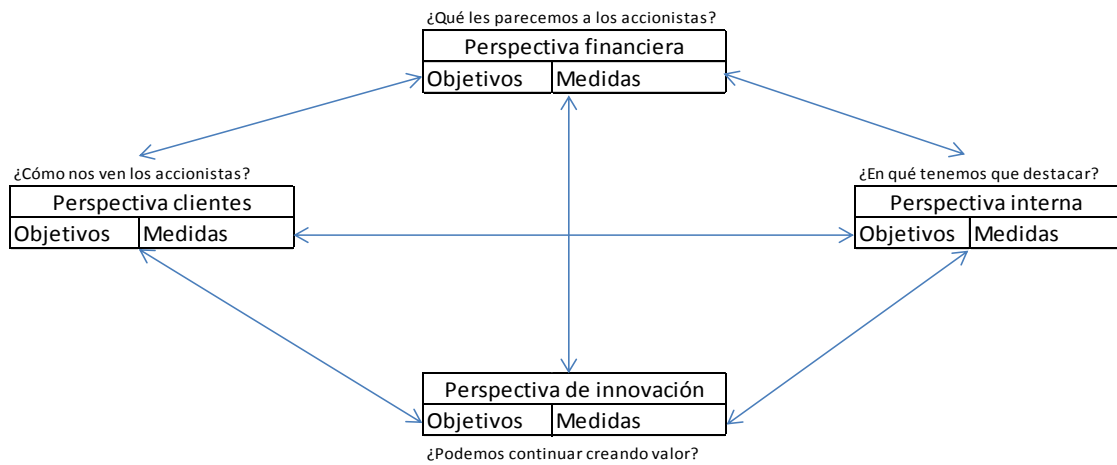 ¿Qué les parecemos a los accionistas?
Perspectiva financiera
Objetivos Medidas
¿Cómo nos ven los accionistas?
Perspectiva clientes
Objetivos Medidas
¿En qué tenemos que destacar?
Perspectiva interna
Objetivos Medidas
Perspectiva de innovación
Objetivos Medidas
¿Podemos continuar creando valor?